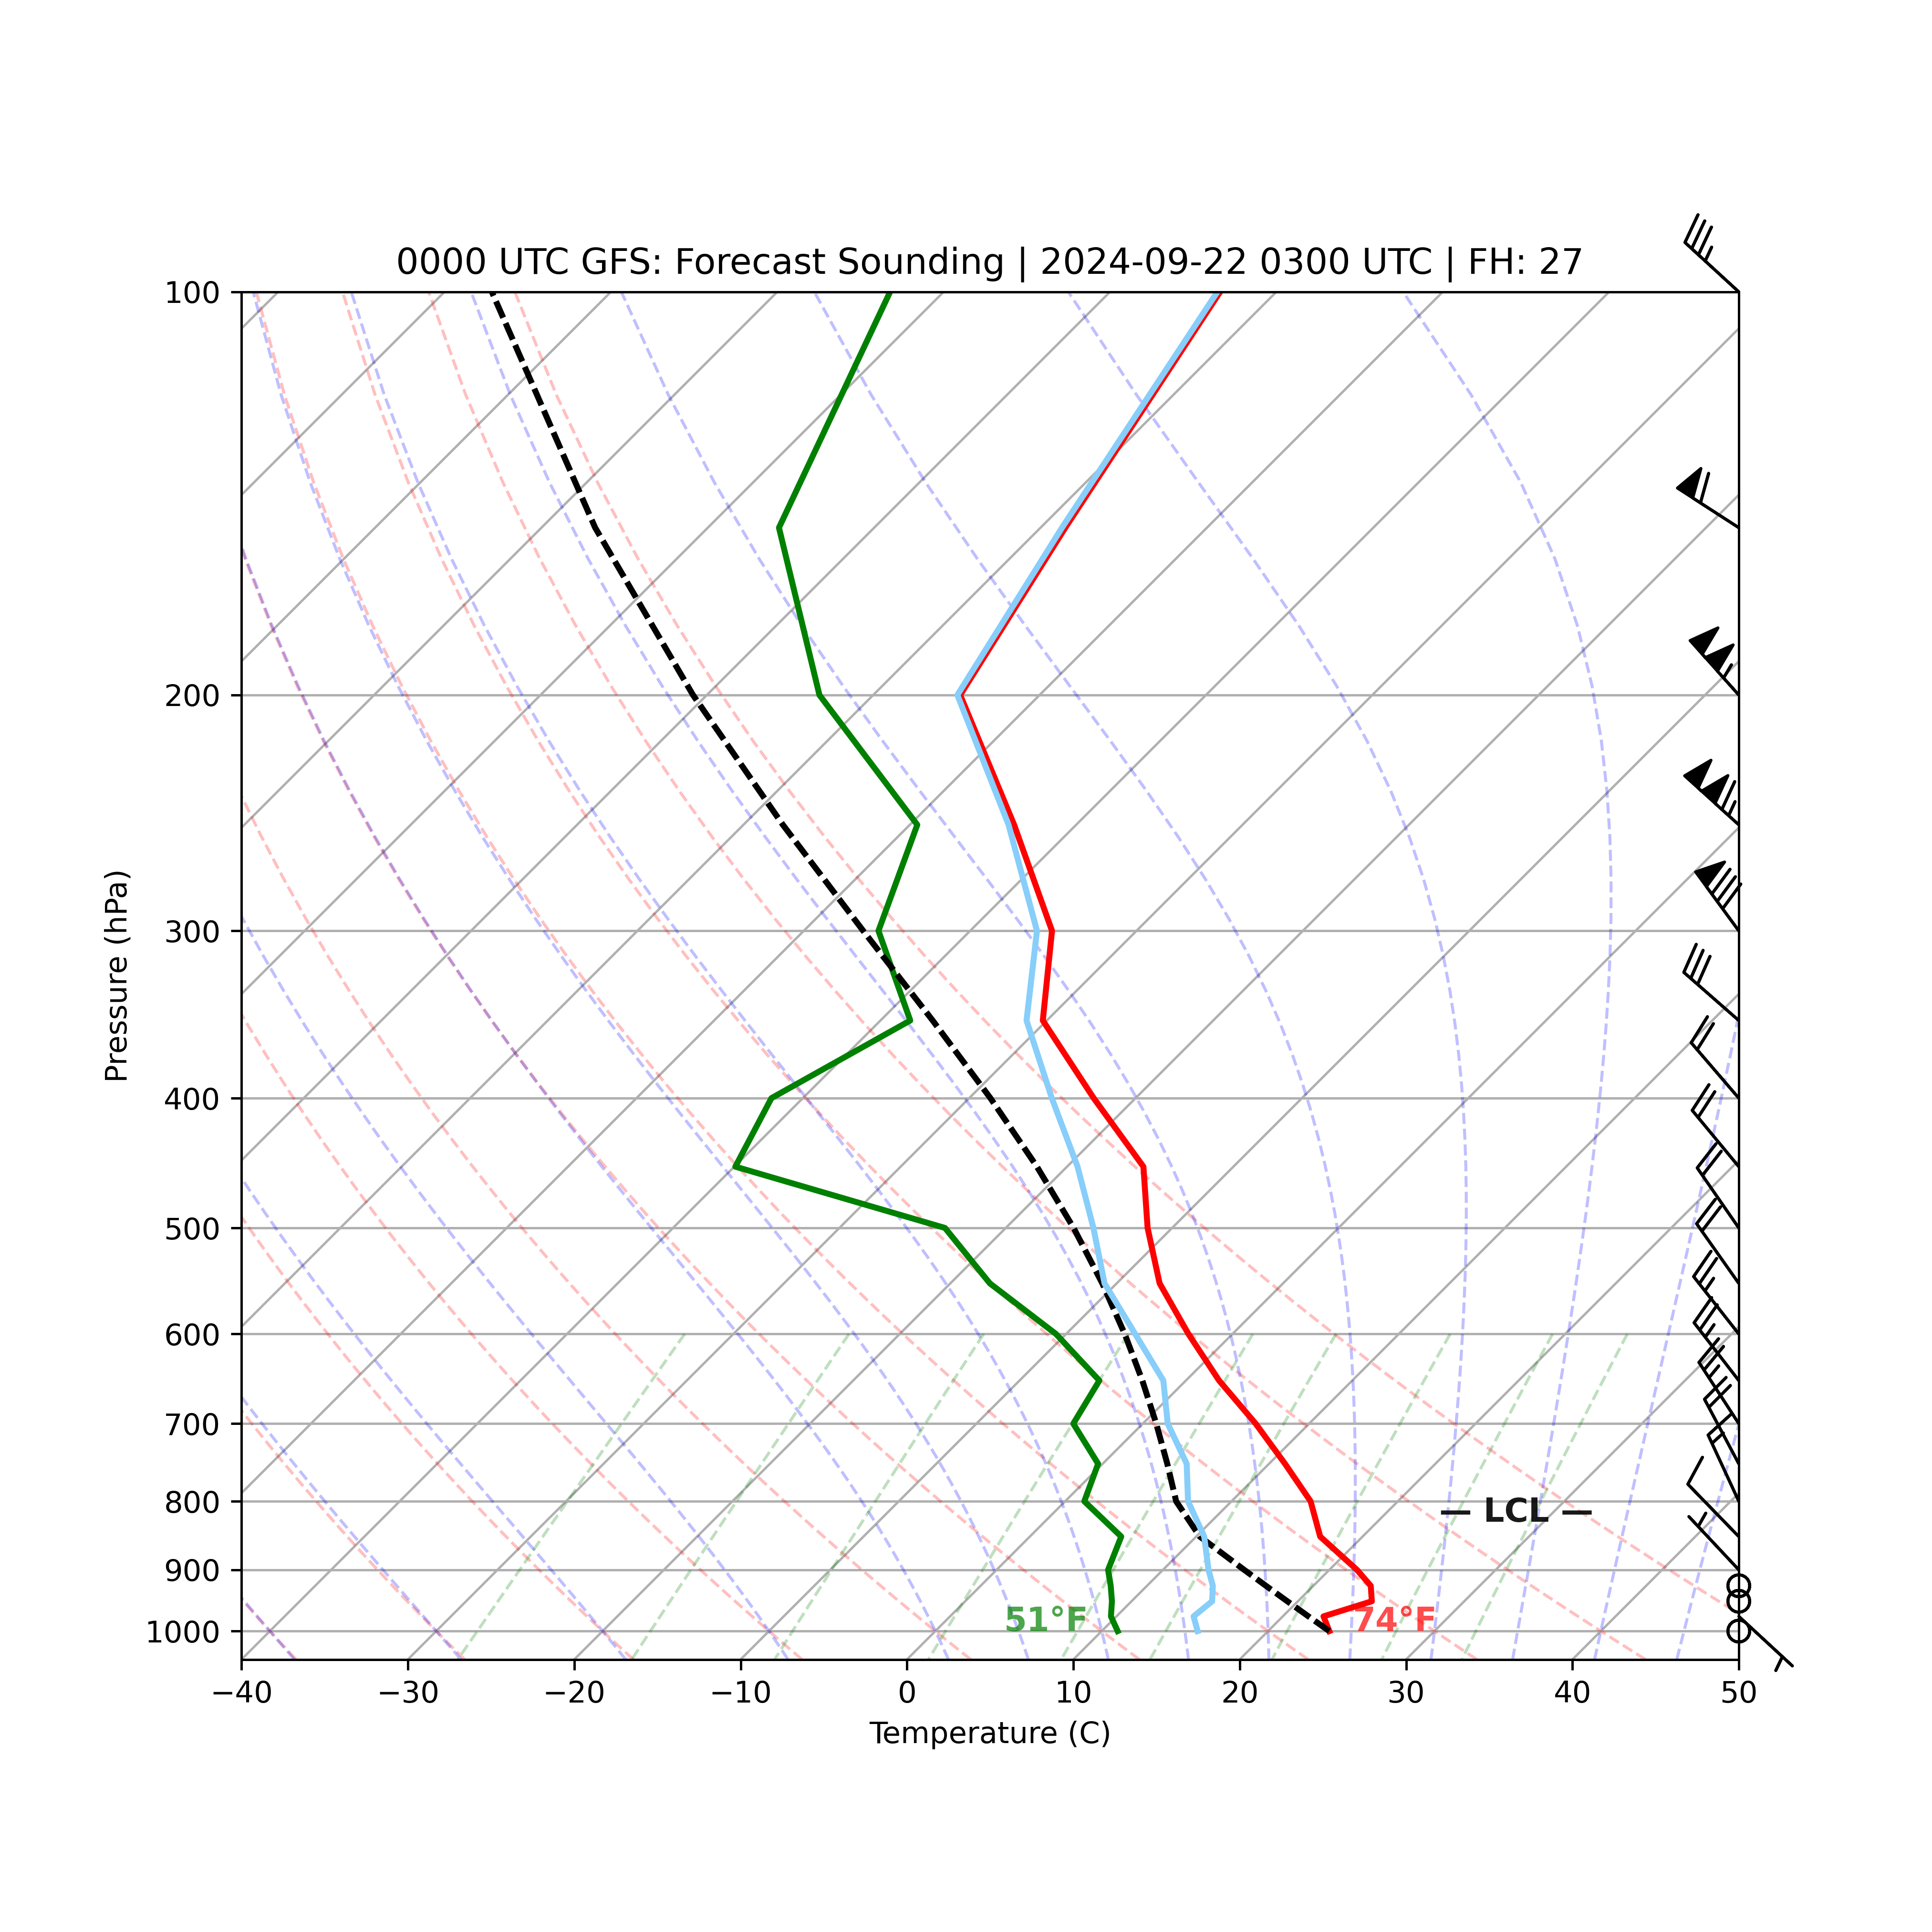 0000 UTC GFS: Forecast Sounding | 2024-09-22 0300 UTC | FH: 27
100
200
300
400
500
600
700
800
900
1000
Pressure (hPa)
— LCL —
51°F
74°F
−40 −30 −20 −10 0 10 20 30 40 50
Temperature (C)